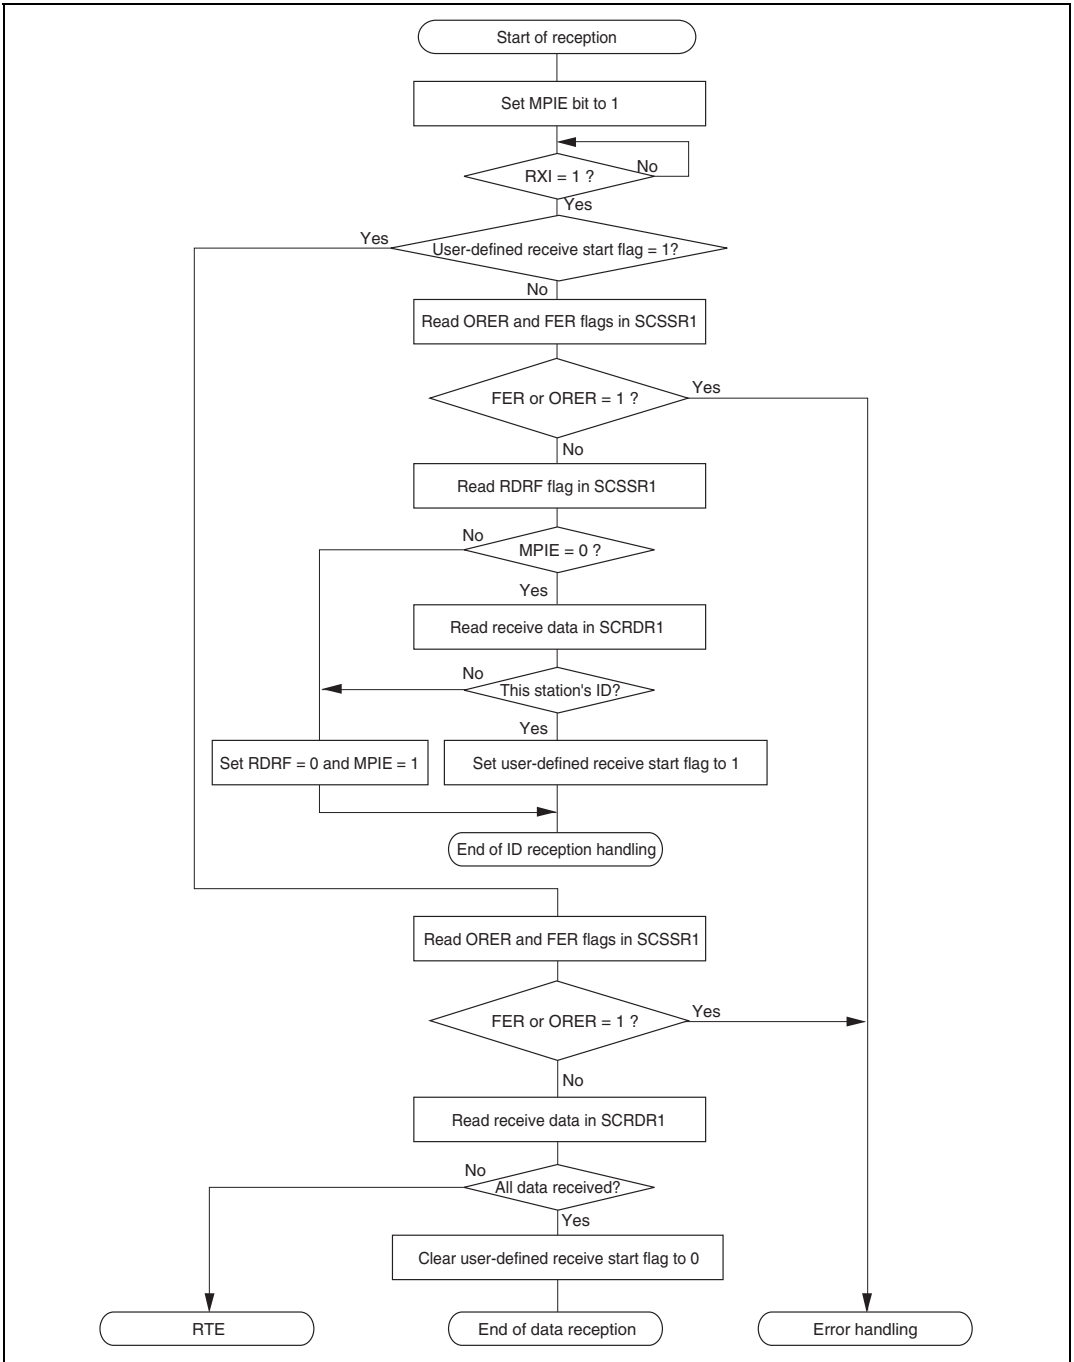 Start of reception
Set MPIE bit to 1
No
RXI = 1 ?
Yes
Yes
User-defined receive start flag = 1?
No
Read ORER and FER flags in SCSSR1
Yes
FER or ORER = 1 ?
No
Read RDRF flag in SCSSR1
No
MPIE = 0 ?
Yes
Read receive data in SCRDR1
No
This station's ID?
Yes
Set RDRF = 0 and MPIE = 1
Set user-defined receive start flag to 1
End of ID reception handling
Read ORER and FER flags in SCSSR1
Yes
FER or ORER = 1 ?
No
Read receive data in SCRDR1
No
All data received?
Yes
Clear user-defined receive start flag to 0
RTE
End of data reception
Error handling